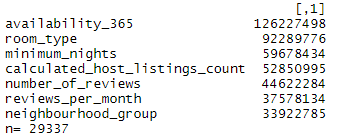 [,1]
availability_365 126227498
room_type 92289776
minimum_nights 59678434
calculated_host_listings_count 52850995
number_of_reviews 44622284
reviews_per_month 37578134
neighbourhood_group 33922785
n= 29337